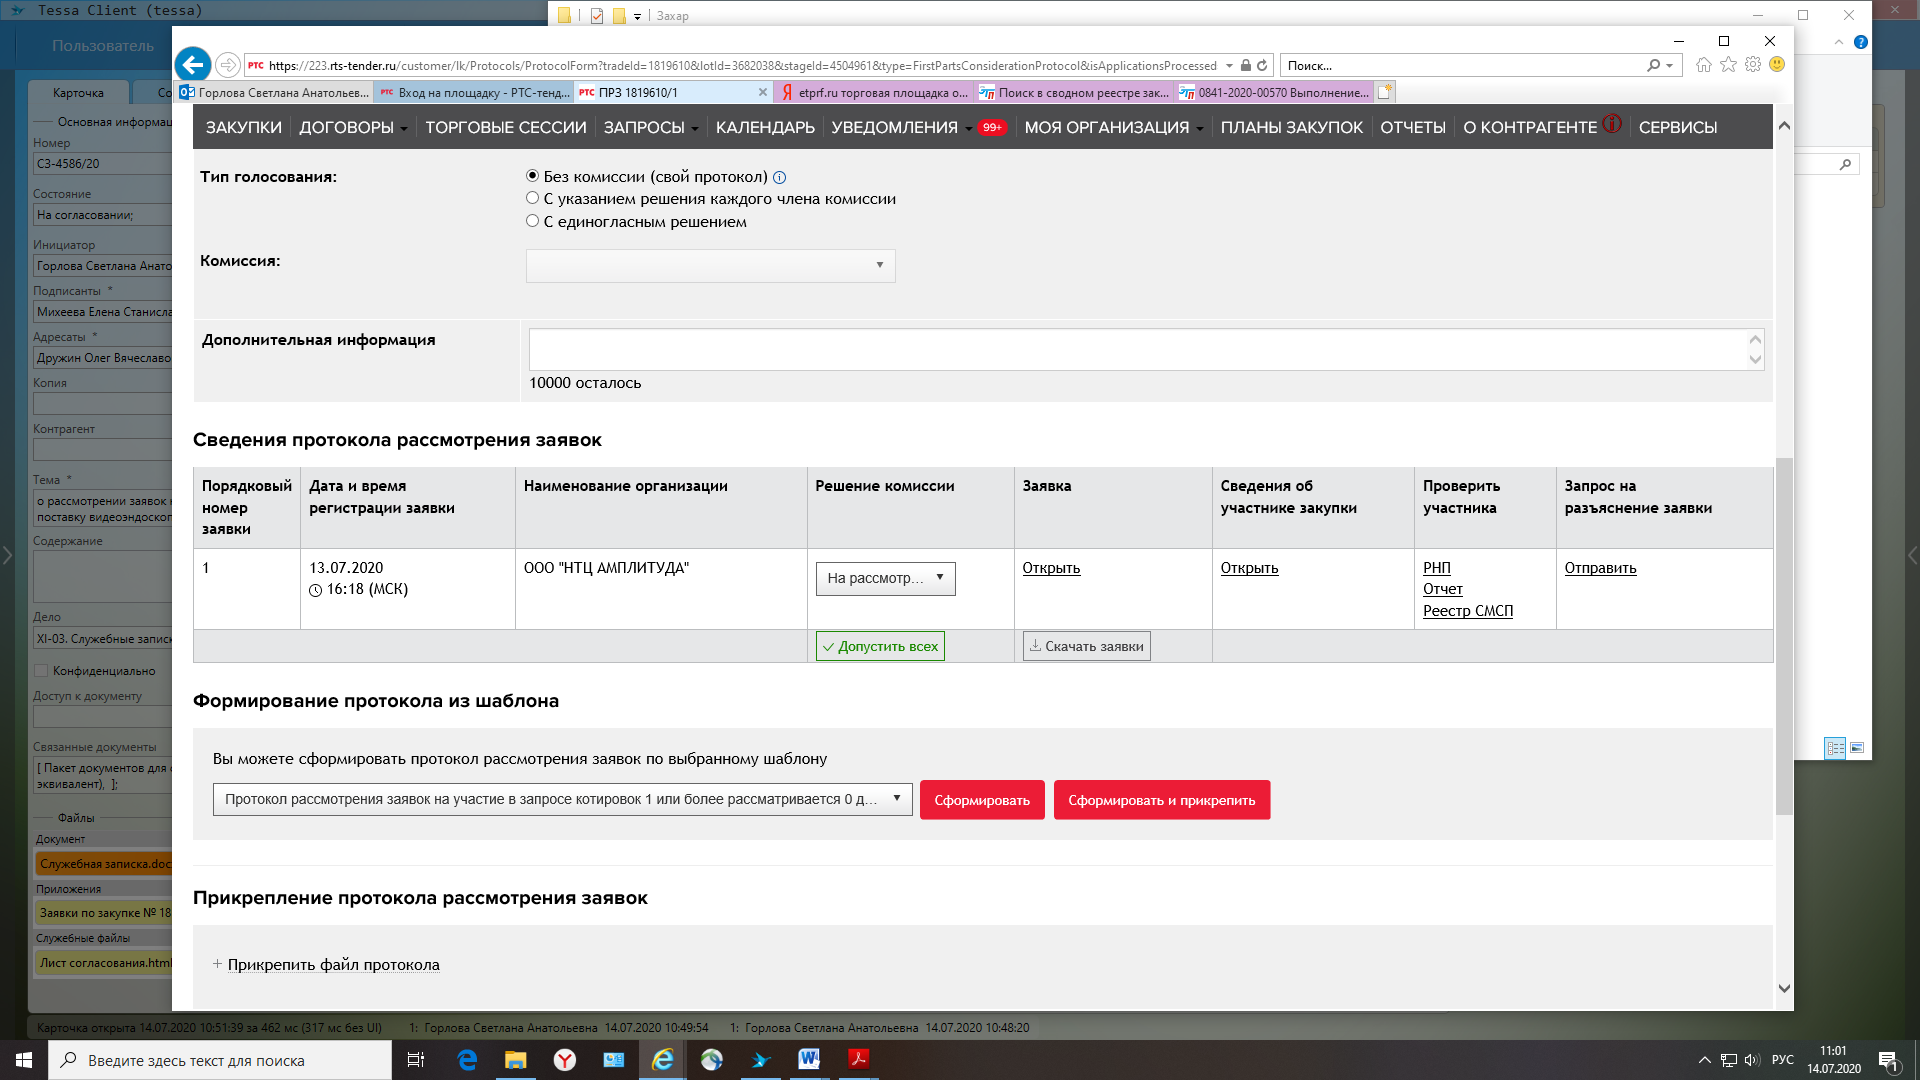 Tessa Client (tessa)
Захар
Пользователь
https://223.rts-tender.ru/customer/lk/Protocols/ProtocolForm?tradeId=1819610&lotId=3682038&stageId=4504961&type=FirstPartsConsiderationProtocol&isApplicationsProcessed
Поиск...
Горлова Светлана Анатольев...
Вход на площадку - РТС-тенд...
ПРЗ 1819610/1
etprf.ru торговая площадка о...
Поиск в сводном реестре зак...
0841-2020-00570 Выполнение...
ЗАКУПКИ
ДОГОВОРЫ
ТОРГОВЫЕ СЕССИИ
ЗАПРОСЫ
КАЛЕНДАРЬ
УВЕДОМЛЕНИЯ
99+
МОЯ ОРГАНИЗАЦИЯ
ПЛАНЫ ЗАКУПОК
ОТЧЕТЫ
О КОНТРАГЕНТЕ
СЕРВИСЫ
Карточка
Основная информац
Номер
СЗ-4586/20
Состояние
На согласовании;
Инициатор
Горлова Светлана Анато
Подписанты *
Михеева Елена Станисла
Адресаты *
Дружин Олег Вячеславо
Копия
Контрагент
Тема *
о рассмотрении заявок
поставку видеоэндоскоп
Содержание
Дело
XI-03. Служебные записк
Конфиденциально
Доступ к документу
Связанные документы
[ Пакет документов для
эквивалент), ];
Файлы
Документ
Служебная записка.doc
Приложения
Заявки по закупке № 18
Служебные файлы
Лист согласования.html
Тип голосования:
Без комиссии (свой протокол)
С указанием решения каждого члена комиссии
С единогласным решением
Комиссия:
Дополнительная информация
10000 осталось
Сведения протокола рассмотрения заявок
Порядковый номер заявки
Дата и время регистрации заявки
Наименование организации
Решение комиссии
Заявка
Сведения об участнике закупки
Проверить участника
Запрос на разъяснение заявки
1
13.07.2020
16:18 (МСК)
ООО "НТЦ АМПЛИТУДА"
На рассмотр...
Открыть
Открыть
РНП
Отчет
Реестр СМСП
Отправить
Допустить всех
Скачать заявки
Формирование протокола из шаблона
Вы можете сформировать протокол рассмотрения заявок по выбранному шаблону
Протокол рассмотрения заявок на участие в запросе котировок 1 или более рассматривается 0 д...
Сформировать
Сформировать и прикрепить
Прикрепление протокола рассмотрения заявок
+ Прикрепить файл протокола
Карточка открыта 14.07.2020 10:51:39 за 462 мс (317 мс без UI)
1: Горлова Светлана Анатольевна 14.07.2020 10:49:54
1: Горлова Светлана Анатольевна 14.07.2020 10:48:20
Введите здесь текст для поиска
РУС
11:01
14.07.2020
1